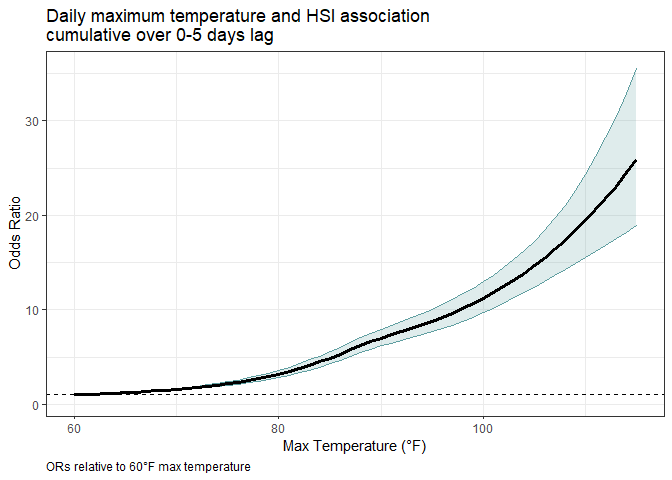 Daily maximum temperature and HSI association
cumulative over 0-5 days lag
30
20
10
0
Odds Ratio
60
80
100
Max Temperature (°F)
ORs relative to 60°F max temperature